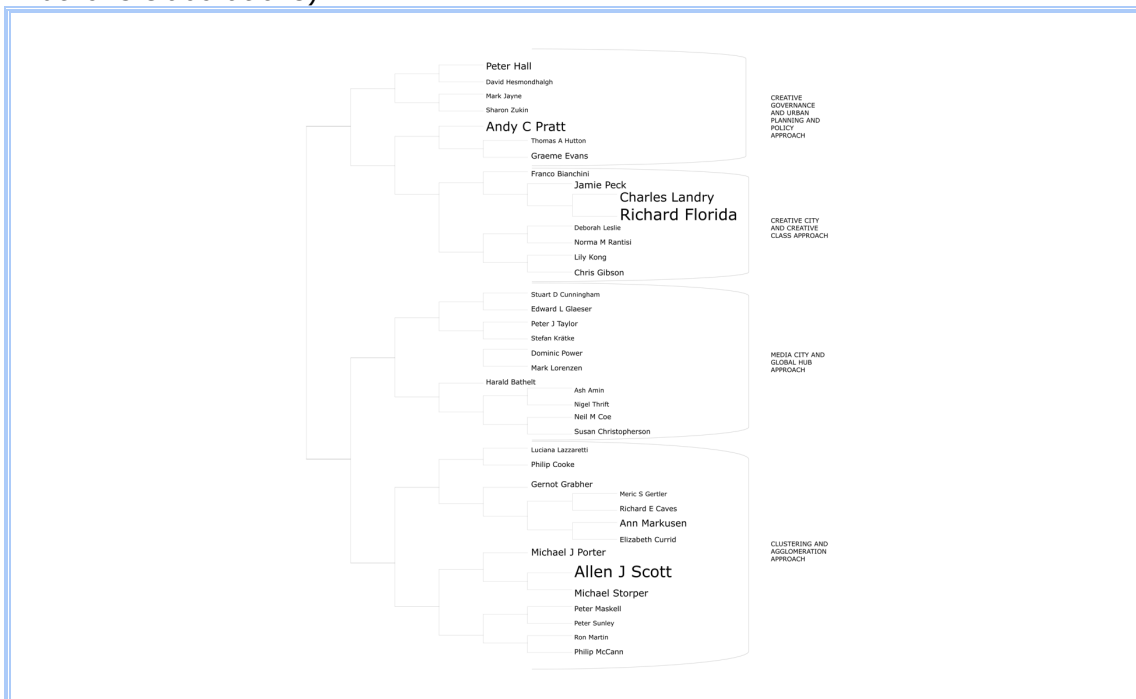 Peter Hall
David Hesmondhalgh
Mark Jayne
Sharon Zukin
Andy C Pratt
Thomas A Hutton
Graeme Evans
CREATIVE
GOVERNANCE
AND URBAN
PLANNING AND
POLICY
APPROACH
Franco Bianchini
Jamie Peck
Charles Landry
Richard Florida
Deborah Leslie
Norma M Rantisi
Lily Kong
Chris Gibson
CREATIVE CITY
AND CREATIVE
CLASS APPROACH
Stuart D Cunningham
Edward L Glaeser
Peter J Taylor
Stefan Krätke
Dominic Power
Mark Lorenzen
Harald Bathelt
Ash Amin
Nigel Thrift
Neil M Coe
Susan Christopherson
MEDIA CITY AND
GLOBAL HUB
APPROACH
Luciana Lazzaretti
Philip Cooke
Gernot Grabher
Meric S Gertler
Richard E Caves
Ann Markusen
Elizabeth Currid
Michael J Porter
Allen J Scott
Michael Storper
Peter Maskell
Peter Sunley
Ron Martin
Philip McCann
CLUSTERING AND
AGGLOMERATION
APPROACH